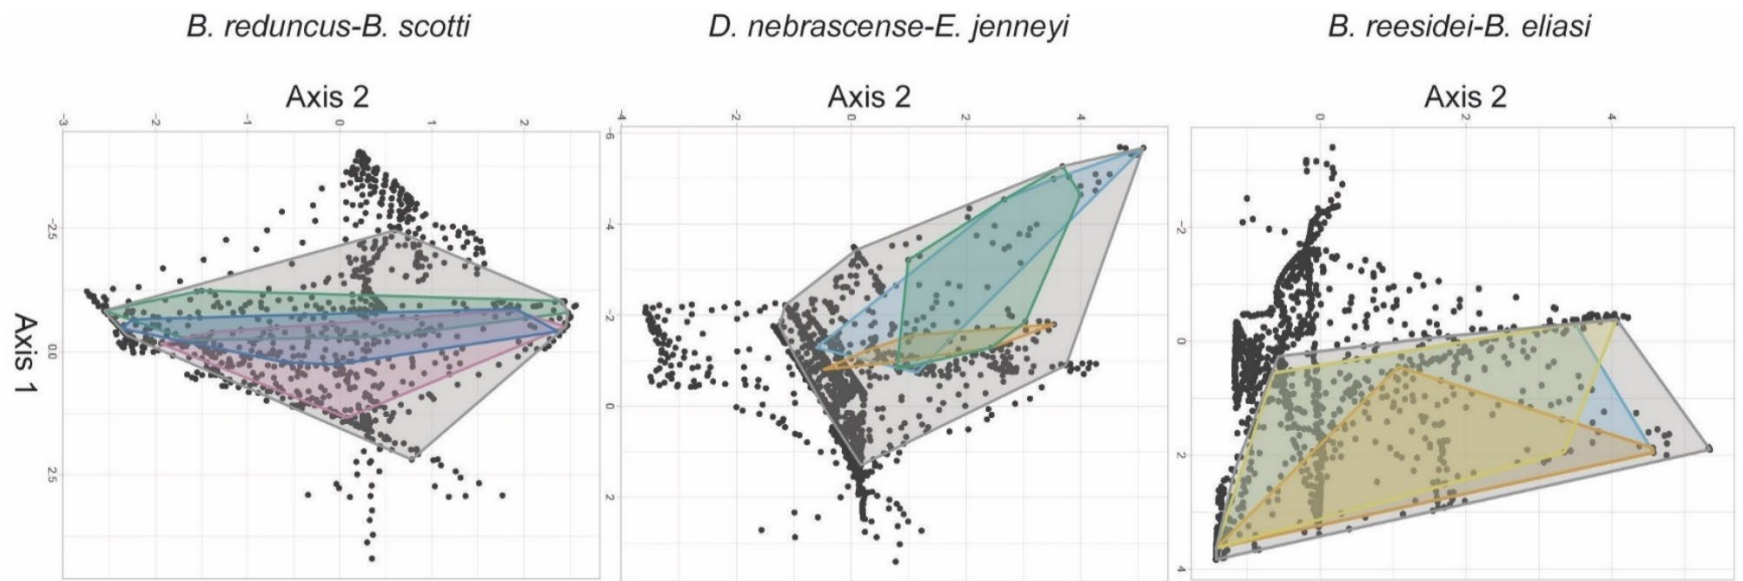 B. reduncus-B. scotti D. nebrascense-E. jenneyi B. reesidei-B. eliasi
Axis 2 Axis 2 Axis 2
-3 -2 -1 0 1 2 -4 -2 0 2 4 0 2 4
Axis 1
-2.5 0.0 2.5
-6 -4 -2 0 2
-2 0 2 4